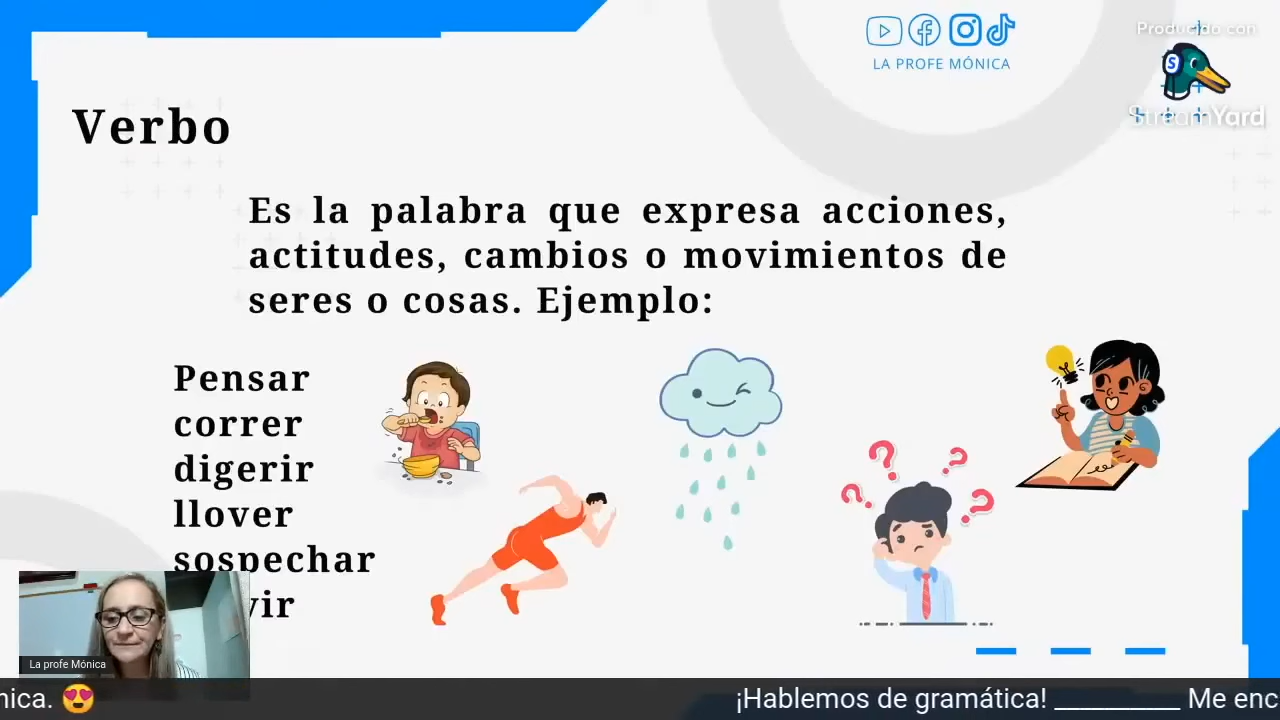 LA PROFE MÓNICA
Producido con
StreamYard
Verbo
Es la palabra que expresa acciones,
actitudes, cambios o movimientos de
seres o cosas. Ejemplo:
Pensar
correr
digerir
llover
sospechar
La profe Mónica
¡Hablemos de gramática! __________ Me enc